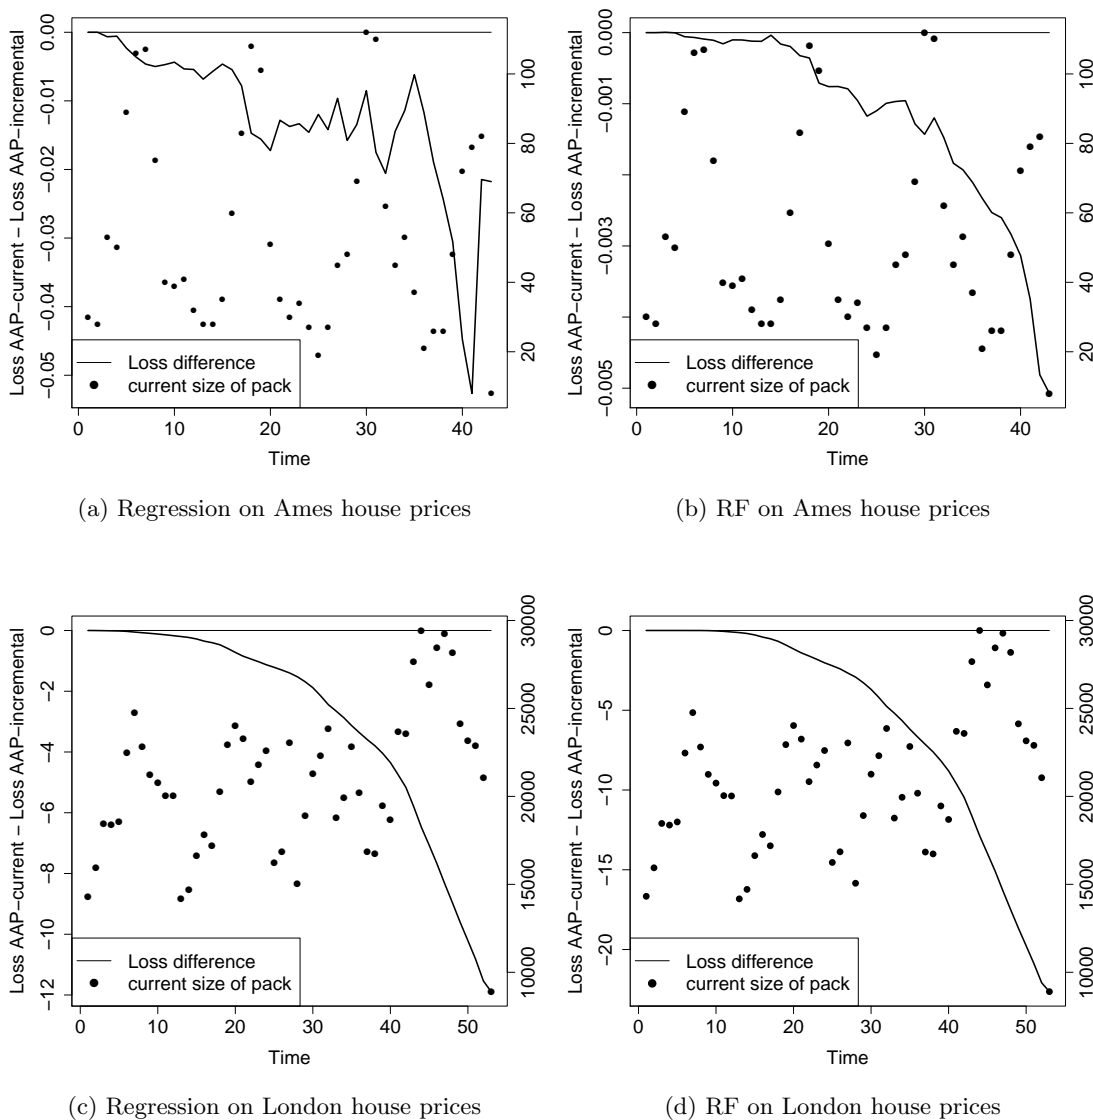 Loss AAP−current − Loss AAP−incremental
0.00
−0.01
−0.02
−0.03
−0.04
−0.05
20
40
60
80
100
Loss difference
current size of pack
0 10 20 30 40
Time
(a) Regression on Ames house prices
Loss AAP−current − Loss AAP−incremental
0.000
−0.001
−0.003
−0.005
20
40
60
80
100
Loss difference
current size of pack
0 10 20 30 40
Time
(b) RF on Ames house prices
Loss AAP−current − Loss AAP−incremental
0
−2
−4
−6
−8
−10
−12
10000
15000
20000
25000
30000
Loss difference
current size of pack
0 10 20 30 40 50
Time
(c) Regression on London house prices
Loss AAP−current − Loss AAP−incremental
0
−5
−10
−15
−20
10000
15000
20000
25000
30000
Loss difference
current size of pack
0 10 20 30 40 50
Time
(d) RF on London house prices